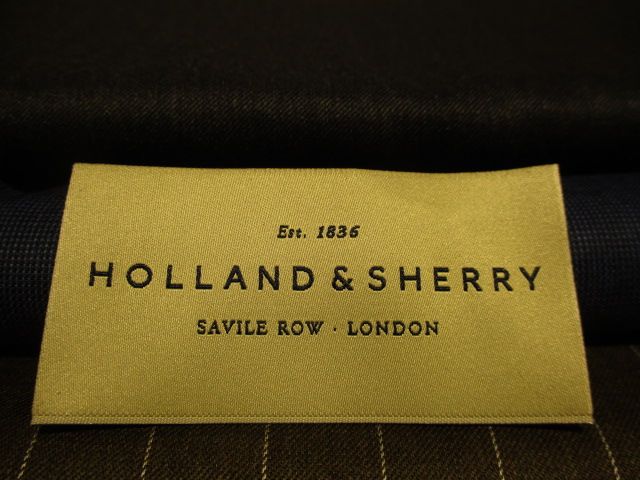 Est. 1836
HOLLAND & SHERRY
SAVILE ROW · LONDON